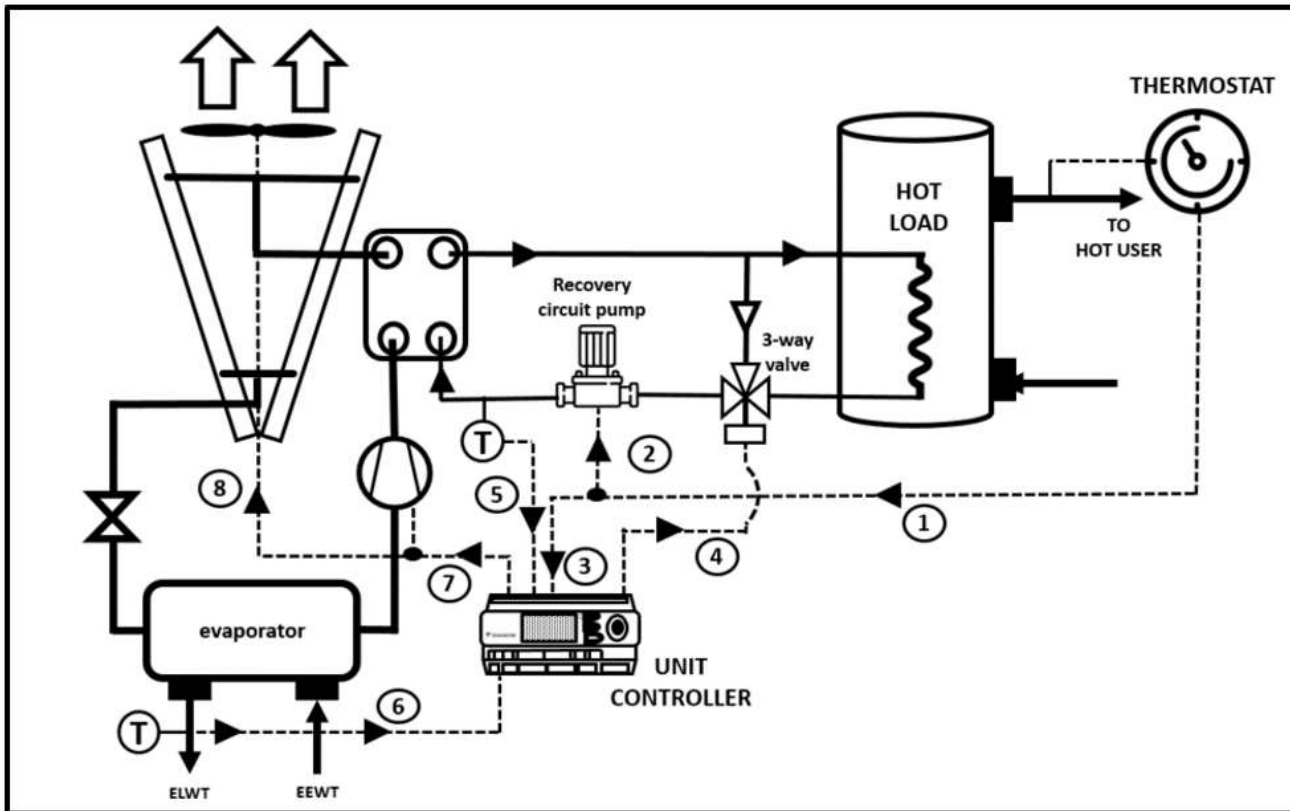 THERMOSTAT
HOT
LOAD
TO
HOT USER
Recovery
circuit pump
3-way
valve
T
2
8
5
1
3
4
7
evaporator
UNIT
CONTROLLER
6
T
ELWT
EEWT